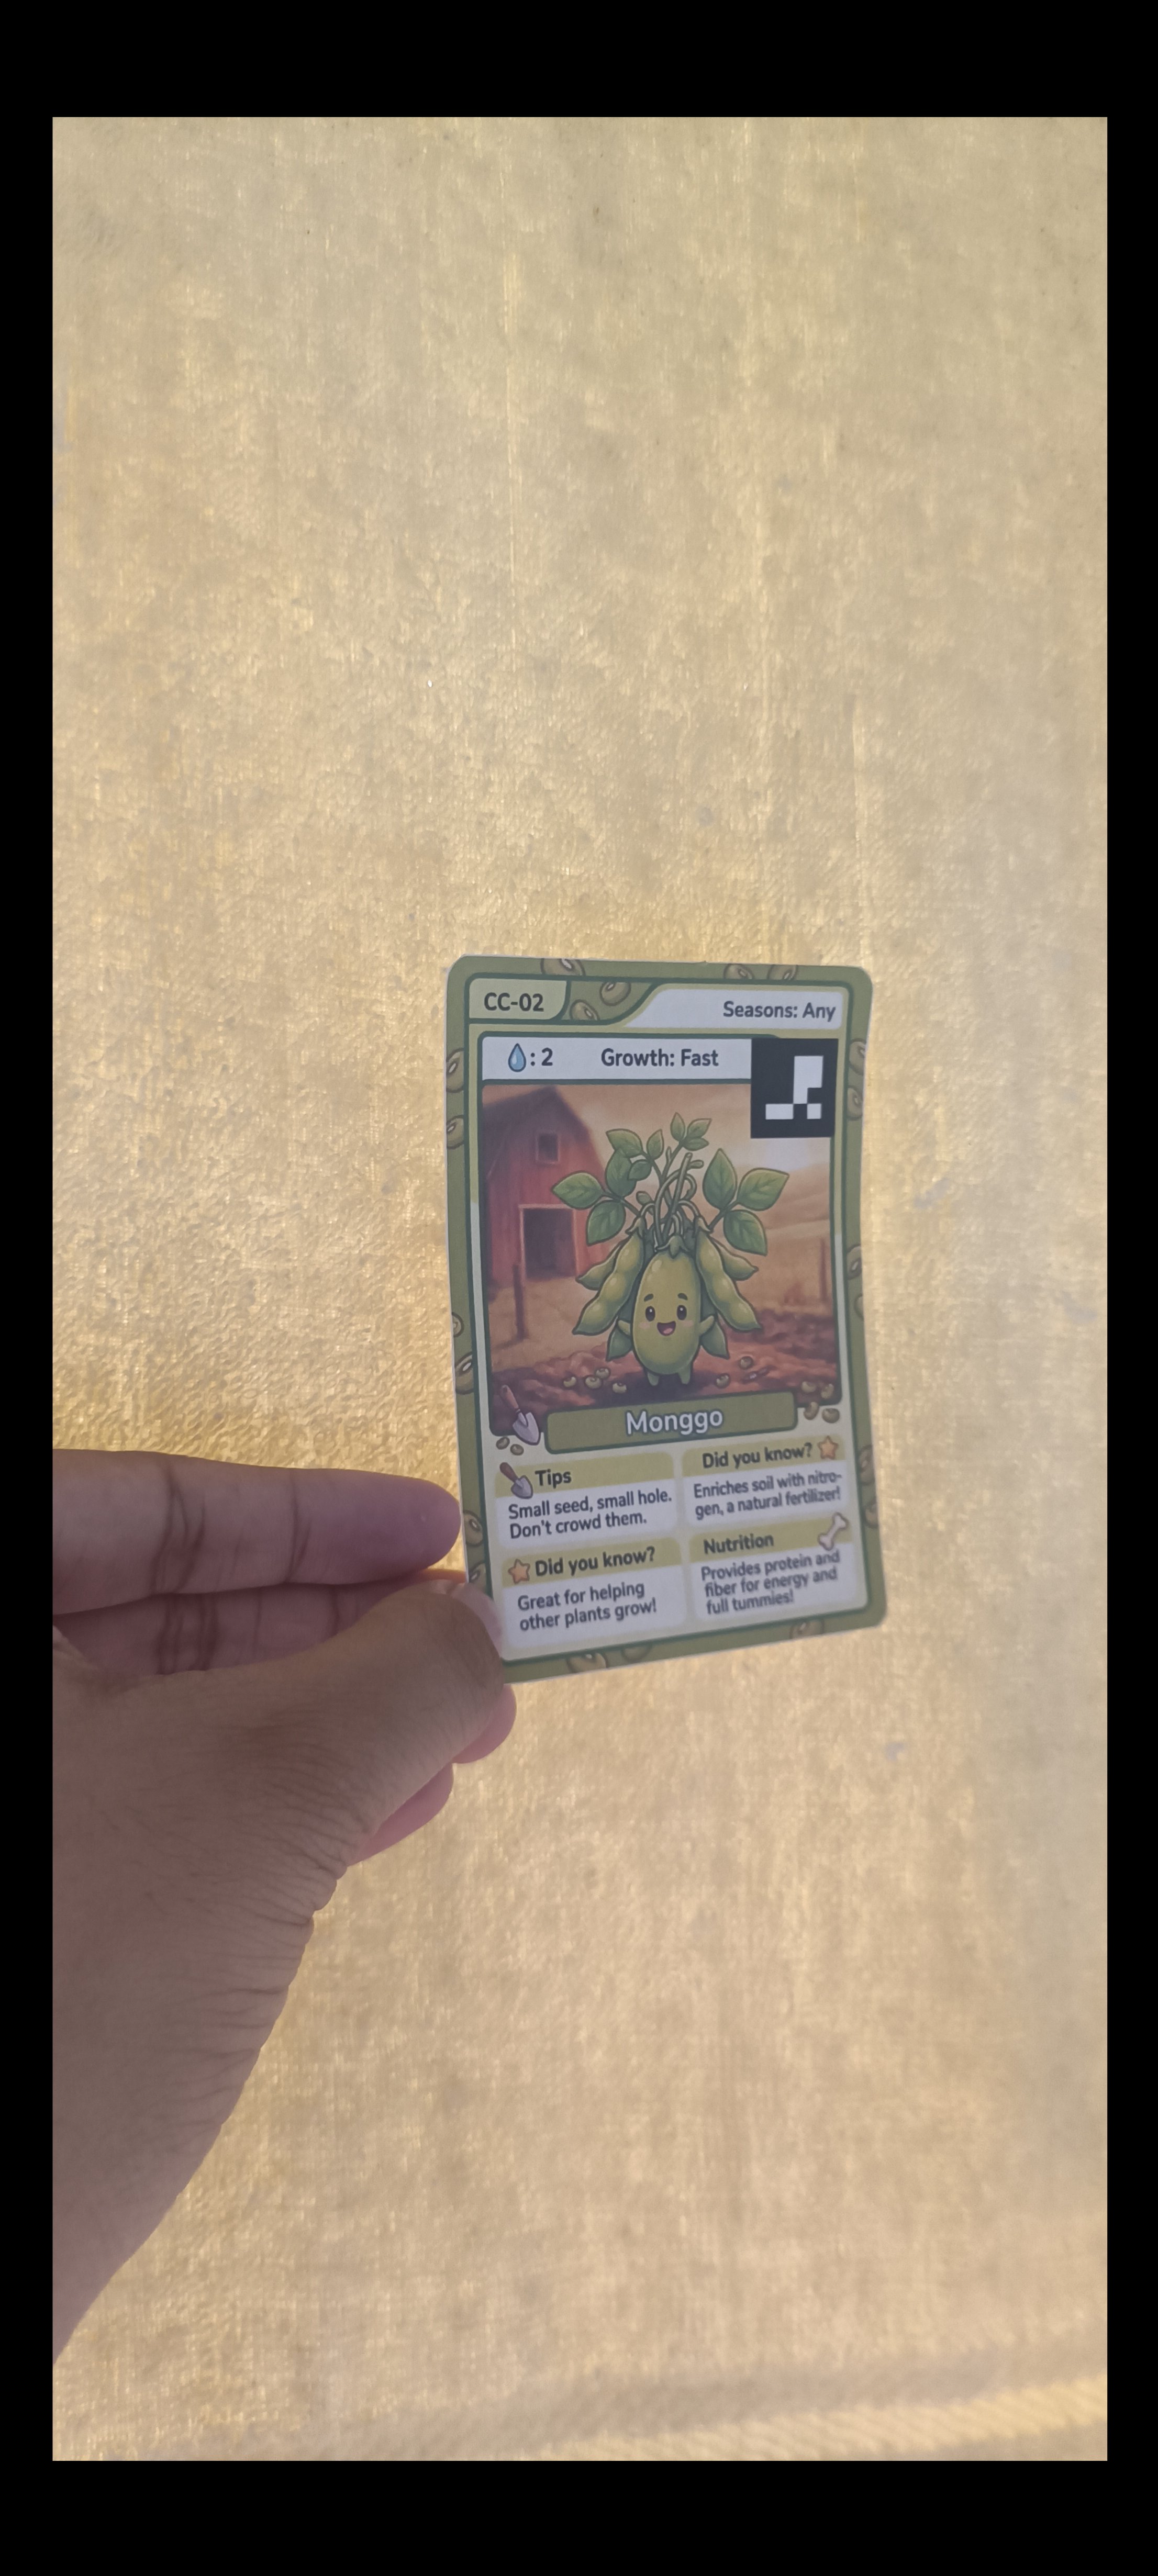 CC-02
Seasons: Any
: 2
Growth: Fast
Monggo
Tips
Small seed, small hole.
Don't crowd them.
Did you know?
Great for helping
other plants grow!
Did you know?
Enriches soil with nitro-
gen, a natural fertilizer!
Nutrition
Provides protein and
fiber for energy and
full tummies!